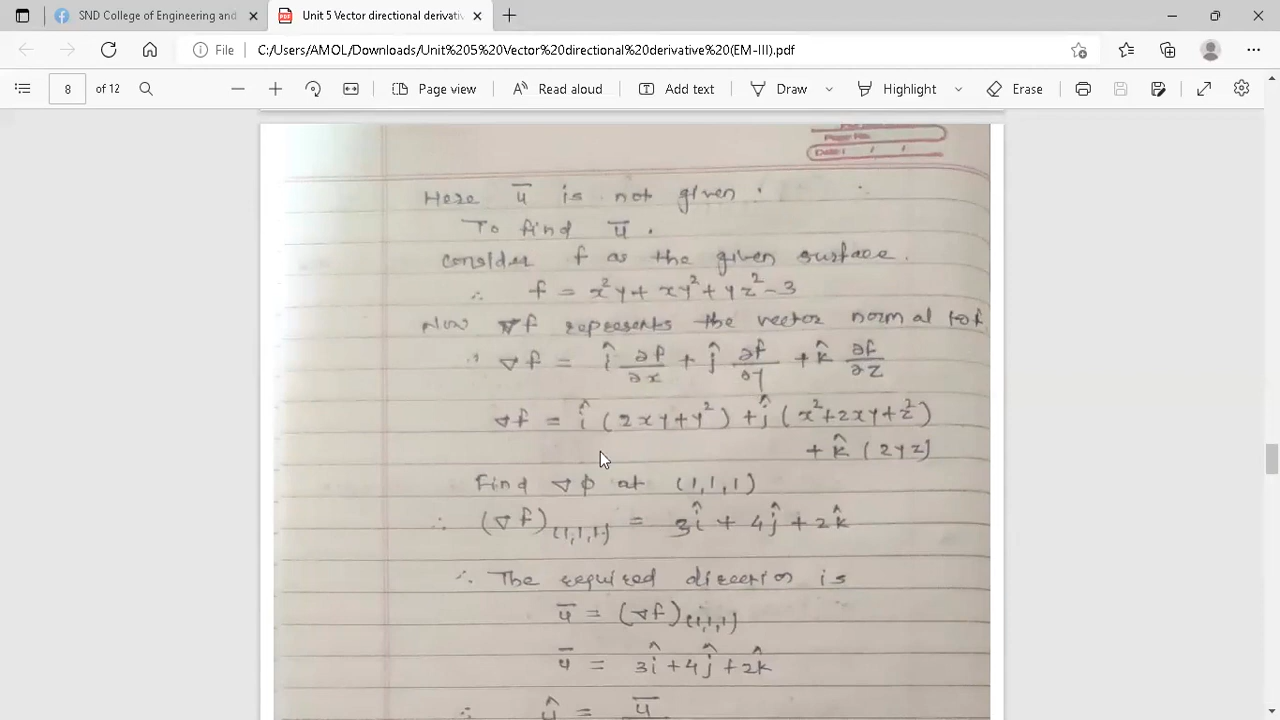 SND College of Engineering and
Unit 5 Vector directional derivativ
File
C:/Users/AMOL/Downloads/Unit%205%20Vector%20directional%20derivative%20(EM-III).pdf
8 of 12
Page view
Read aloud
Add text
Draw
Highlight
Erase
Page No.
Date: / /
Here u̅ is not given.
To find u̅.
consider f as the given surface.
∴ f = x²y + xy² + yz² - 3
Now ∇f represents the vector normal to f
∴ ∇f = î ∂f/∂x + ĵ ∂f/∂y + k̂ ∂f/∂z
∇f = î (2xy+y²) + ĵ (x²+2xy+z²)
+ k̂ (2yz)
Find ∇φ at (1,1,1)
∴ (∇f)(1,1,1) = 3î + 4ĵ + 2k̂
∴ The required direction is
u̅ = (∇f)(1,1,1)
u̅ = 3î + 4ĵ + 2k̂
∴ û = u̅